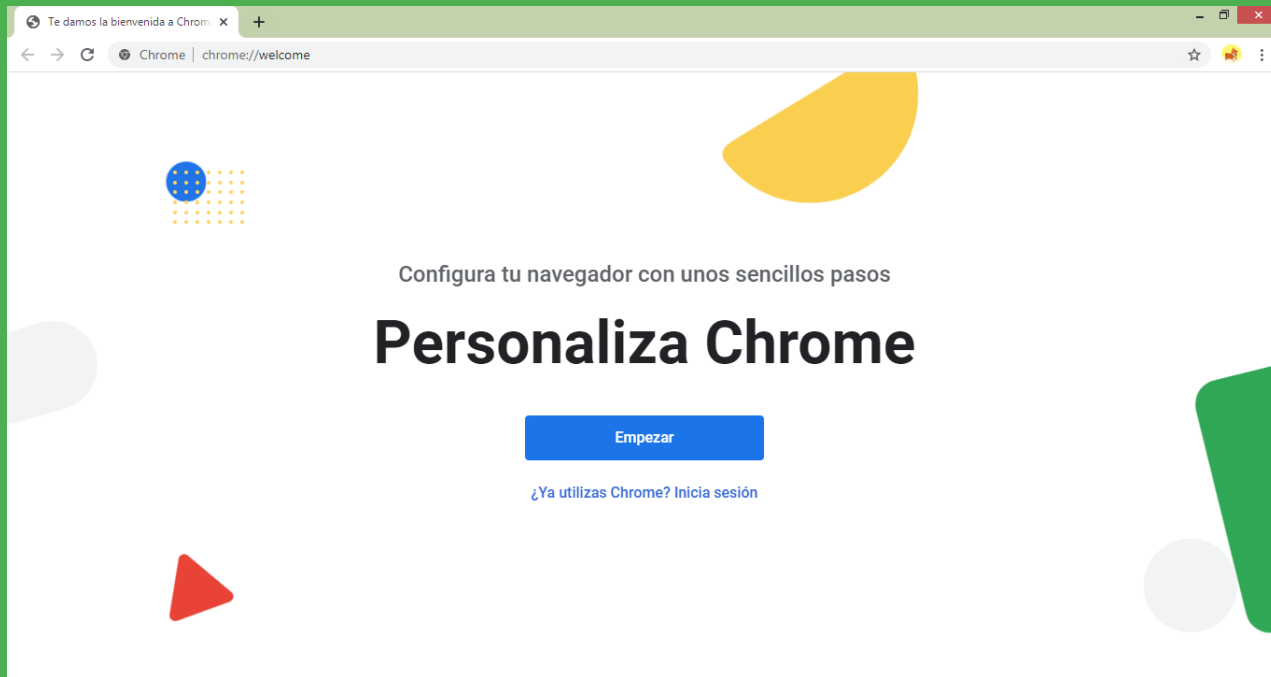 Te damos la bienvenida a Chrom
Chrome | chrome://welcome
Configura tu navegador con unos sencillos pasos
Personaliza Chrome
Empezar
¿Ya utilizas Chrome? Inicia sesión